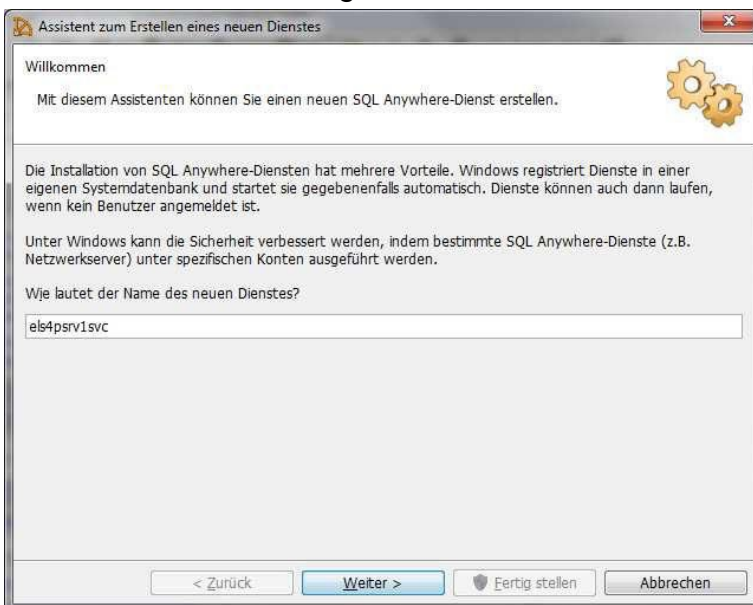 Assistent zum Erstellen eines neuen Dienstes
Willkommen
Mit diesem Assistenten können Sie einen neuen SQL Anywhere-Dienst erstellen.
Die Installation von SQL Anywhere-Diensten hat mehrere Vorteile. Windows registriert Dienste in einer
eigenen Systemdatenbank und startet sie gegebenenfalls automatisch. Dienste können auch dann laufen,
wenn kein Benutzer angemeldet ist.
Unter Windows kann die Sicherheit verbessert werden, indem bestimmte SQL Anywhere-Dienste (z.B.
Netzwerkserver) unter spezifischen Konten ausgeführt werden.
Wie lautet der Name des neuen Dienstes?
els4psrv1svc
< Zurück Weiter > Fertig stellen Abbrechen